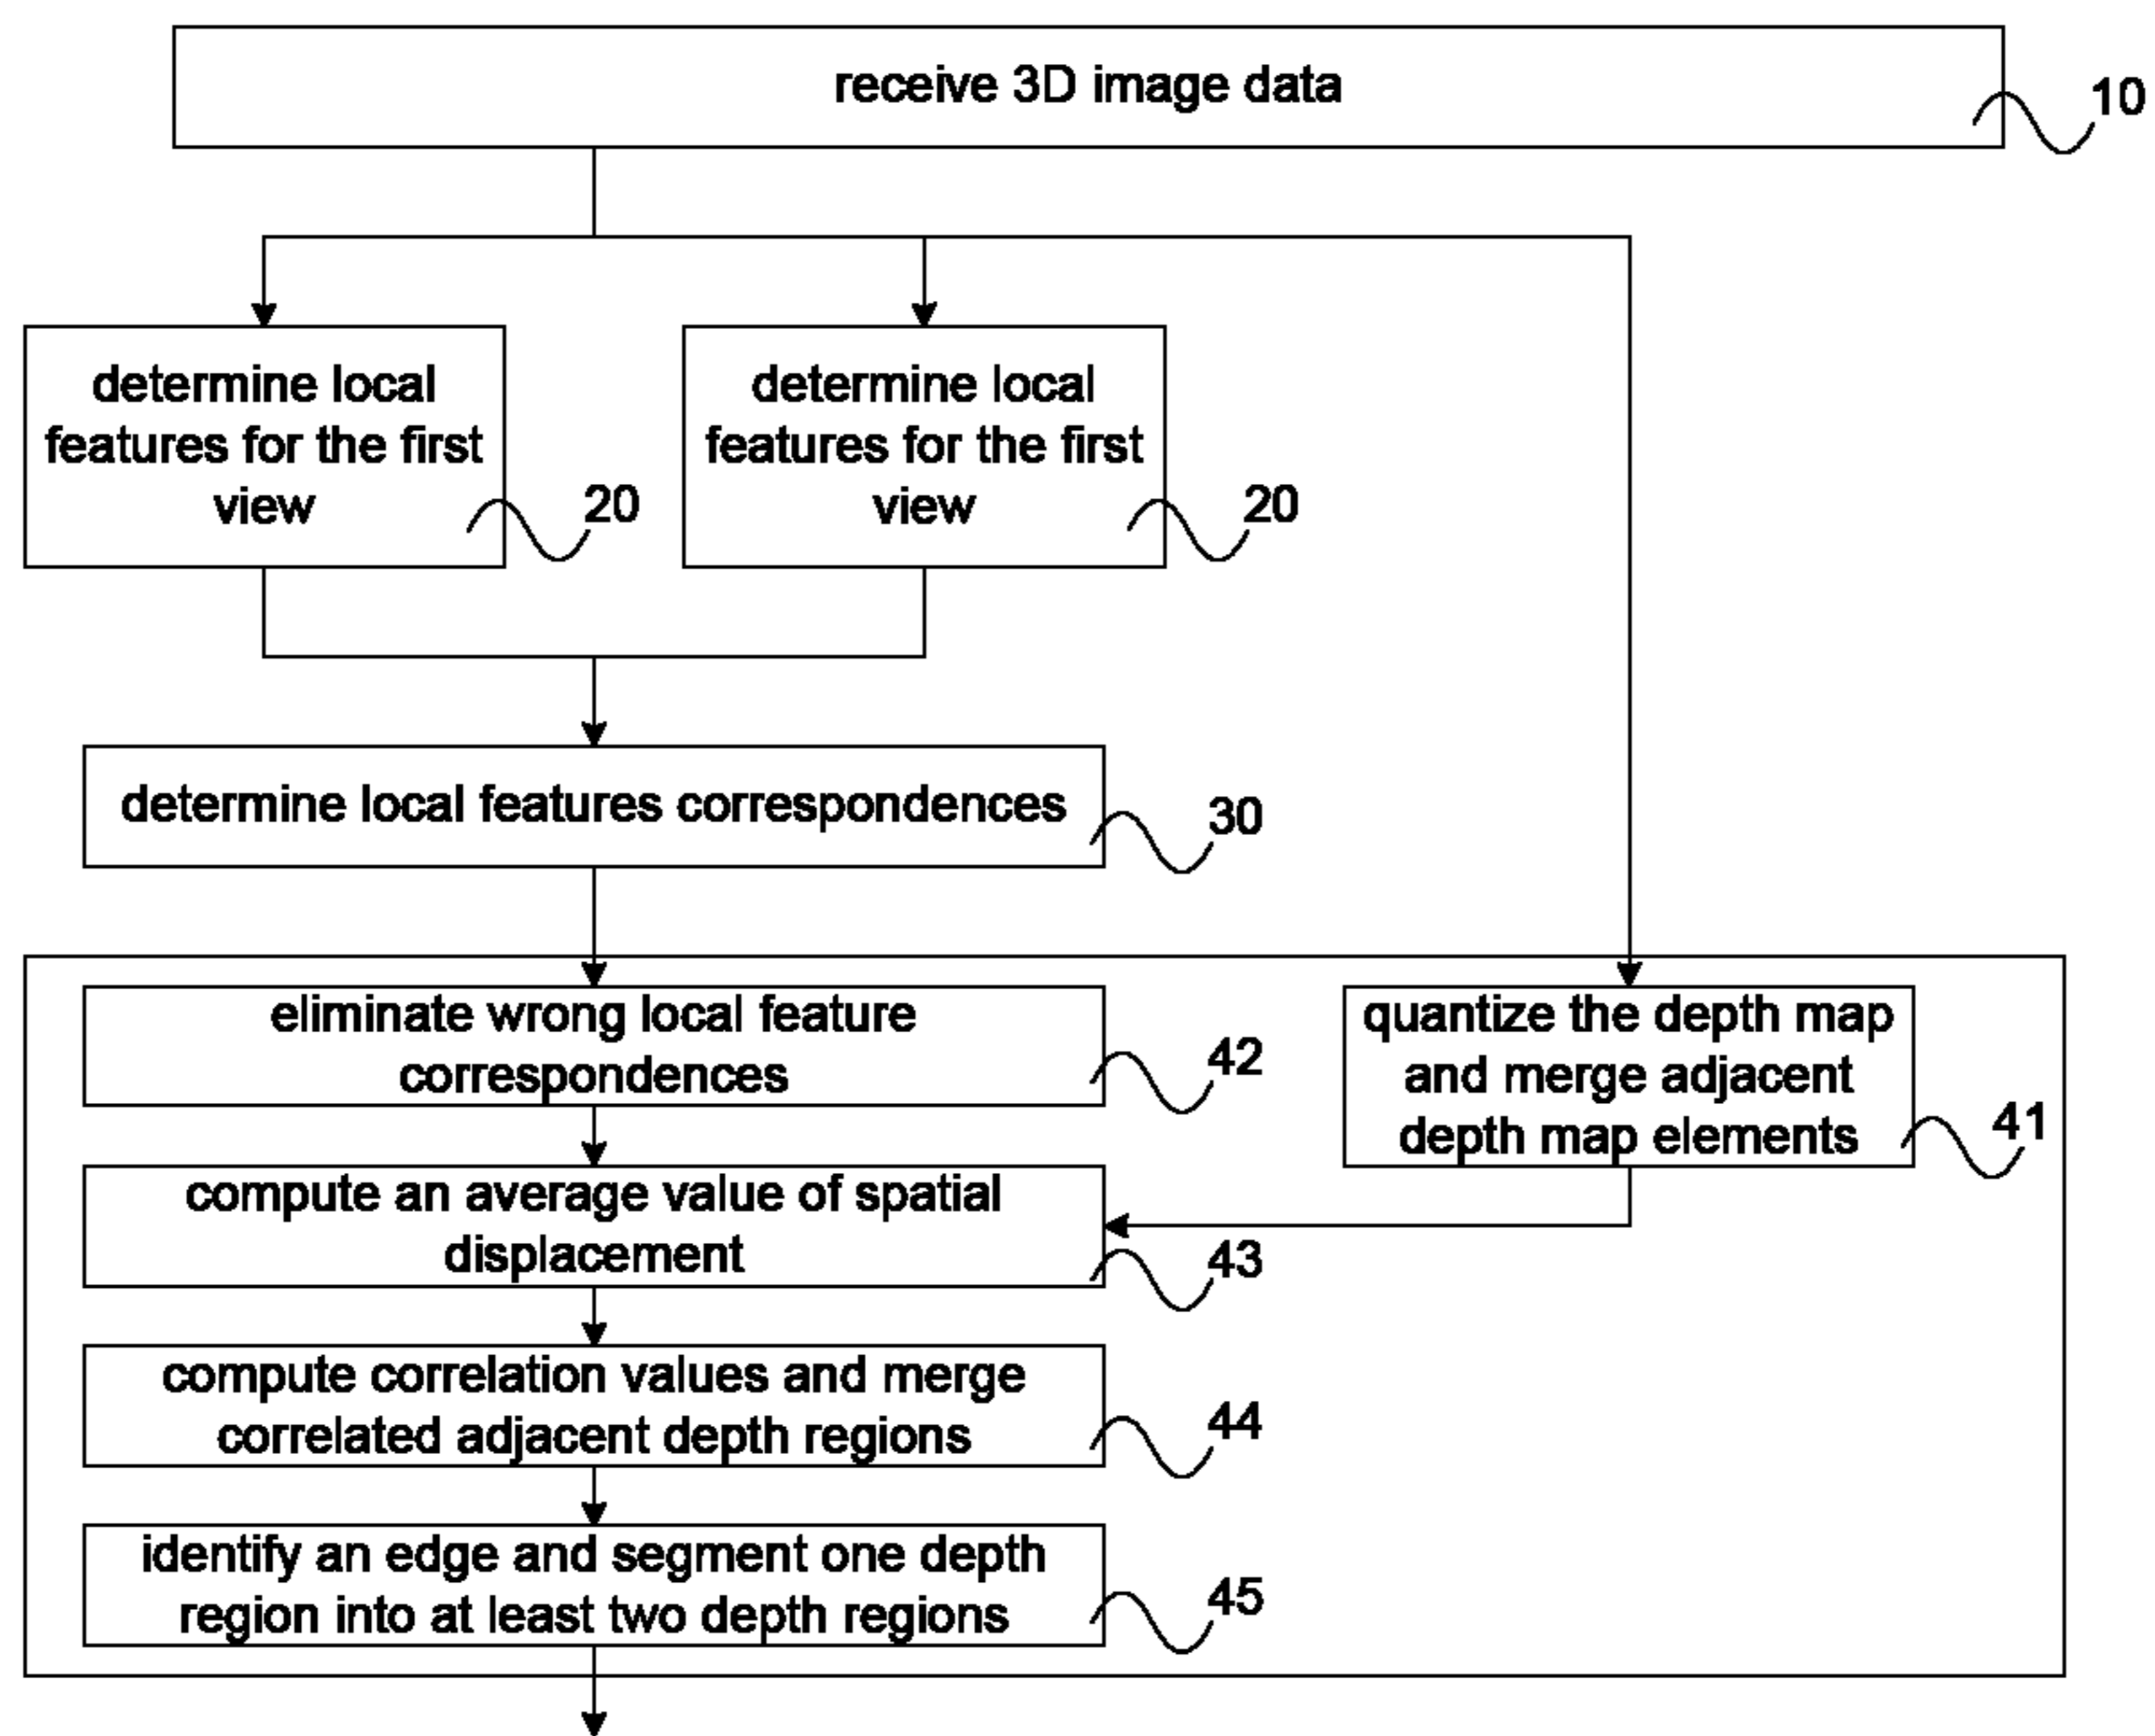 receive 3D image data
10
determine local
features for the first
view
20
determine local
features for the first
view
20
determine local features correspondences
30
eliminate wrong local feature
correspondences
42
quantize the depth map
and merge adjacent
depth map elements
41
compute an average value of spatial
displacement
43
compute correlation values and merge
correlated adjacent depth regions
44
identify an edge and segment one depth
region into at least two depth regions
45